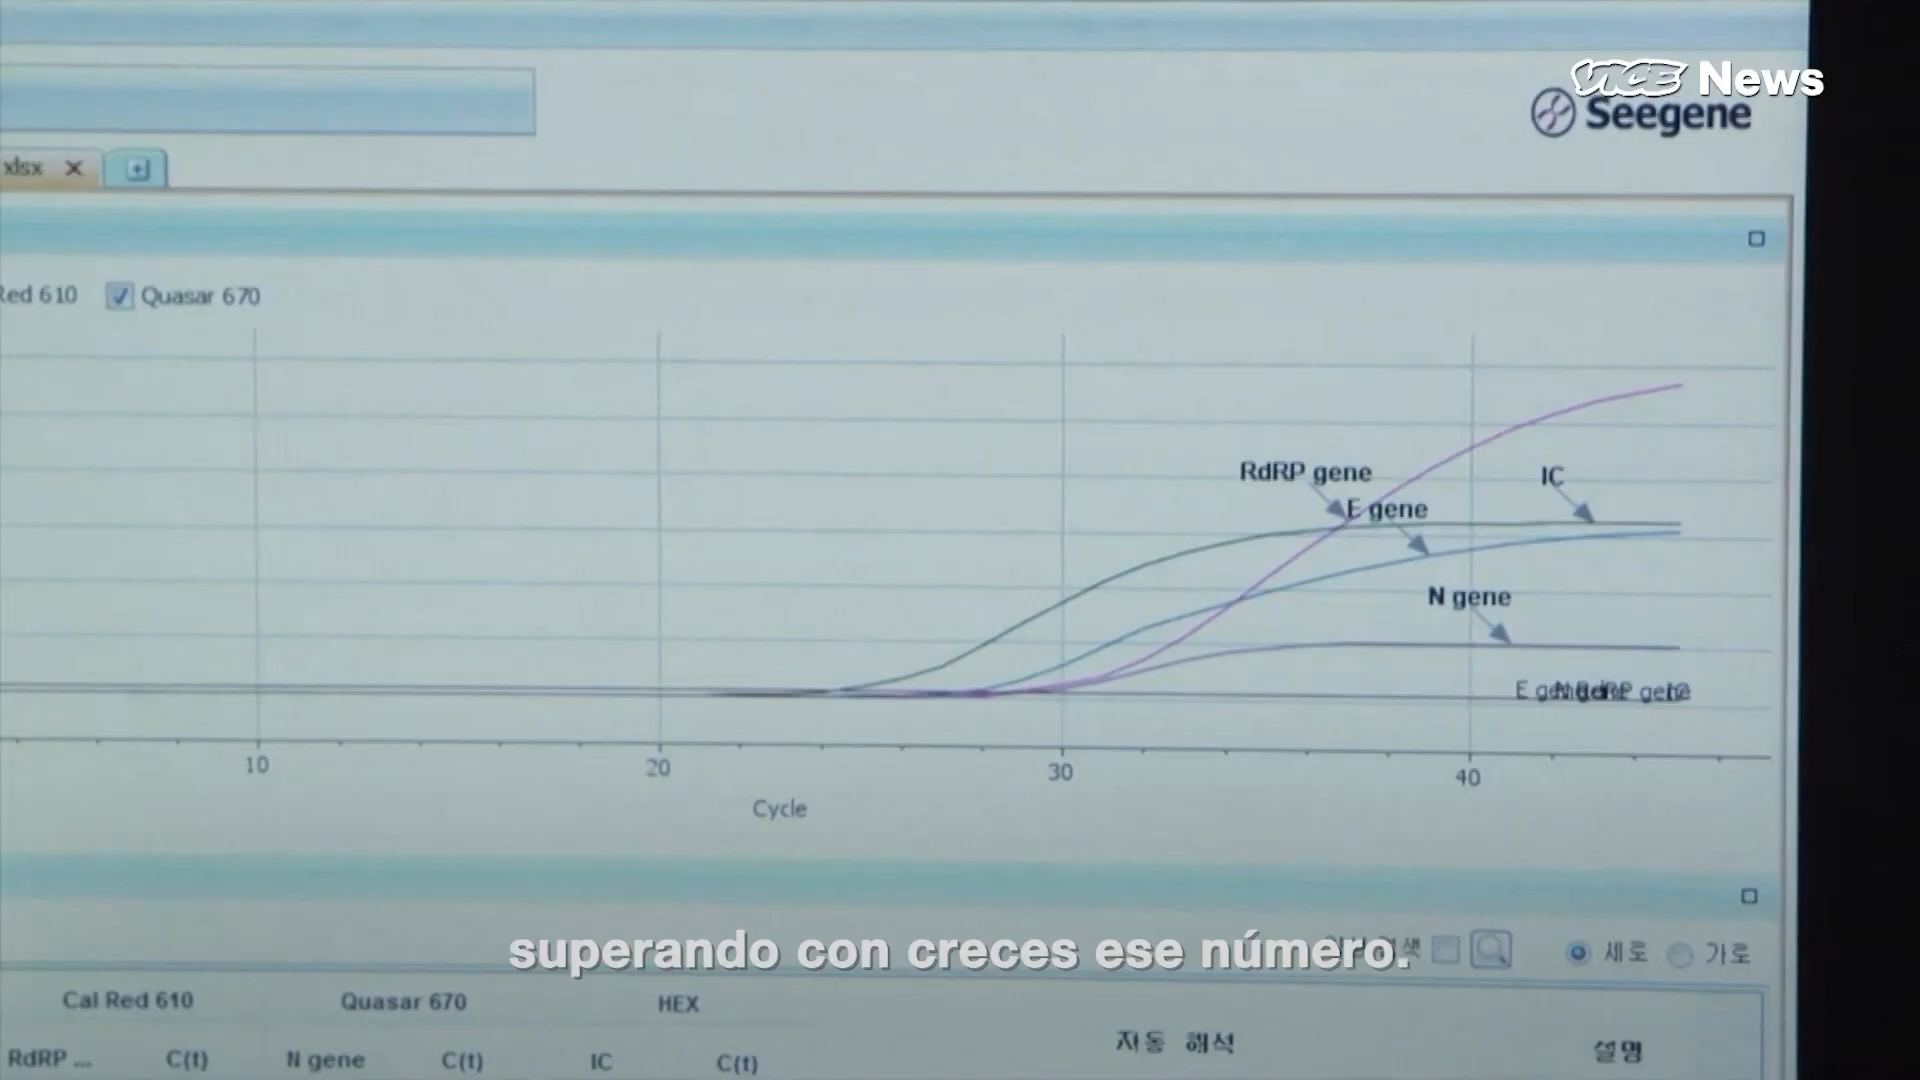 VICE News
Seegene
xlsx
Red 610 Quasar 670
RdRP gene
IC
E gene
N gene
10 20 30 40
Cycle
superando con creces ese número.
세로 가로
Cal Red 610 Quasar 670 HEX
자동 해석 설명
RdRP ... C(t) N gene C(t) IC C(t)